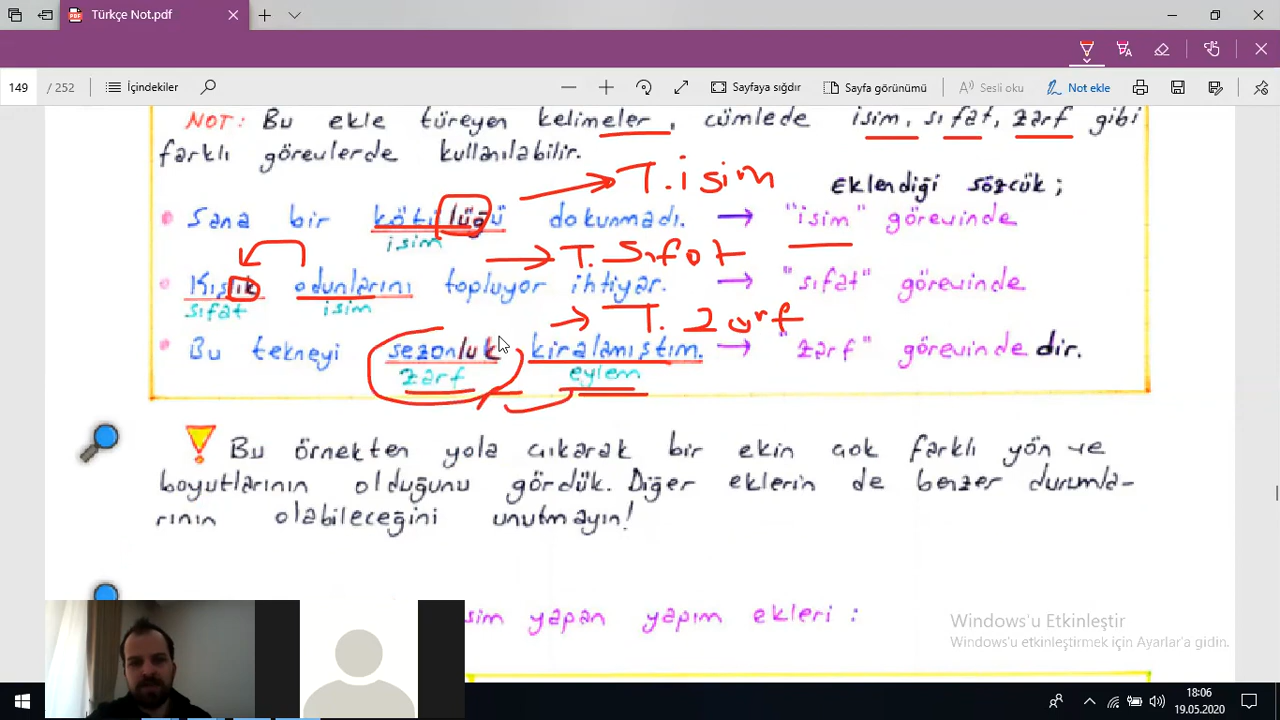 Türkçe Not.pdf
149 / 252 İçindekiler Sayfaya sığdır Sayfa görünümü Sesli oku Not ekle
NOT: Bu ekle türeyen kelimeler, cümlede isim, sıfat, zarf gibi
farklı görevlerde kullanılabilir.
T. isim
Eklendiği sözcük;
Sana bir kötülüğü dokunmadı. → "isim" görevinde
isim
→ T. Sıfat
Kışlık odunlarını topluyor ihtiyar. → "sıfat" görevinde
sıfat isim
→ T. Zarf
Bu tekneyi sezonluk kiralamıştım. → "zarf" görevinde dir.
zarf eylem
Bu örnekten yola çıkarak bir ekin çok farklı yön ve
boyutlarının olduğunu gördük. Diğer eklerin de benzer durumla-
rının olabileceğini unutmayın!
isim yapan yapım ekleri :
Windows'u Etkinleştir
Windows'u etkinleştirmek için Ayarlar'a gidin.
18:06
19.05.2020